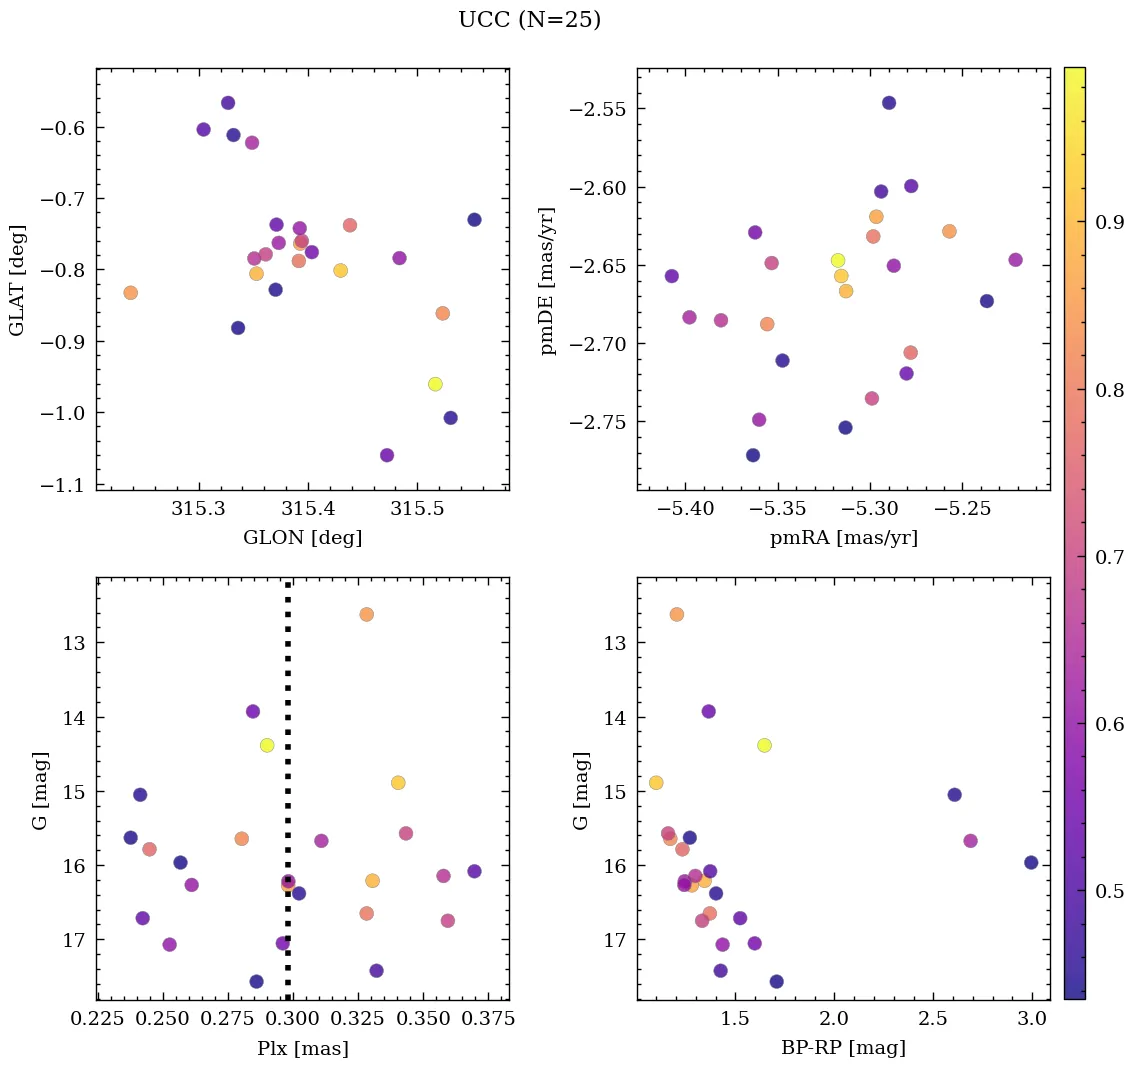 UCC (N=25)
−0.6
−0.7
−0.8
−0.9
−1.0
−1.1
GLAT [deg]
315.3 315.4 315.5
GLON [deg]
−2.55
−2.60
−2.65
−2.70
−2.75
pmDE [mas/yr]
−5.40 −5.35 −5.30 −5.25
pmRA [mas/yr]
0.9
0.8
0.7
0.6
0.5
13
14
15
16
17
G [mag]
0.225 0.250 0.275 0.300 0.325 0.350 0.375
Plx [mas]
13
14
15
16
17
G [mag]
1.5 2.0 2.5 3.0
BP-RP [mag]